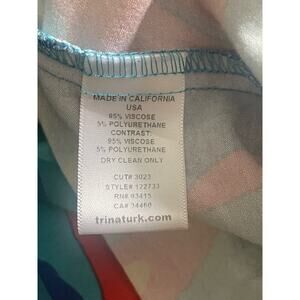 MADE IN CALIFORNIA
USA
95% VISCOSE
5% POLYURETHANE
CONTRAST:
95% VISCOSE
5% POLYURETHANE
DRY CLEAN ONLY
CUT# 3023
STYLE# 122733
RN# 93415
CA# 34460
trinaturk.com